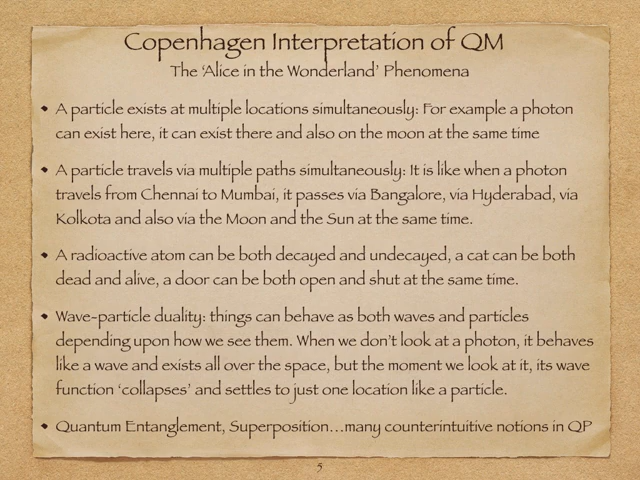 Copenhagen Interpretation of QM
The 'Alice in the Wonderland' Phenomena
• A particle exists at multiple locations simultaneously: For example a photon
can exist here, it can exist there and also on the moon at the same time
• A particle travels via multiple paths simultaneously: It is like when a photon
travels from Chennai to Mumbai, it passes via Bangalore, via Hyderabad, via
Kolkota and also via the Moon and the Sun at the same time.
• A radioactive atom can be both decayed and undecayed, a cat can be both
dead and alive, a door can be both open and shut at the same time.
• Wave-particle duality: things can behave as both waves and particles
depending upon how we see them. When we don't look at a photon, it behaves
like a wave and exists all over the space, but the moment we look at it, its wave
function 'collapses' and settles to just one location like a particle.
• Quantum Entanglement, Superposition...many counterintuitive notions in QP
5